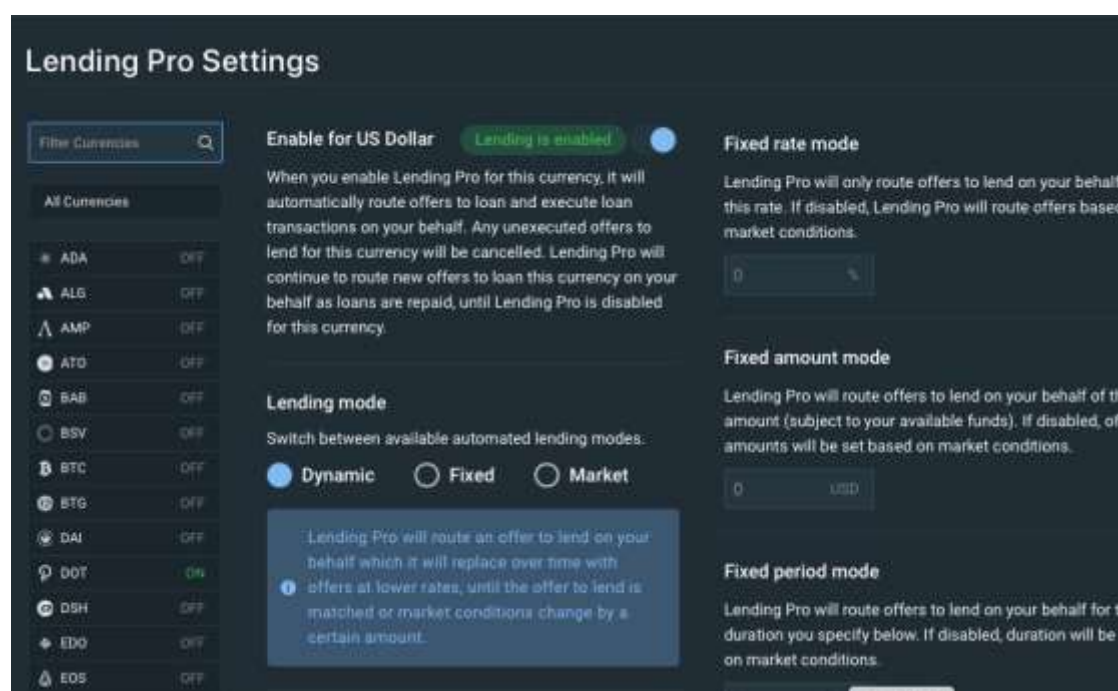 Lending Pro Settings
Filter Currencies
All Currencies
ADA OFF
ALG OFF
AMP OFF
ATO OFF
BAB OFF
BSV OFF
BTC OFF
BTG OFF
DAI OFF
DOT ON
DSH OFF
EDO OFF
EOS OFF
Enable for US Dollar Lending is enabled
When you enable Lending Pro for this currency, it will
automatically route offers to loan and execute loan
transactions on your behalf. Any unexecuted offers to
lend for this currency will be cancelled. Lending Pro will
continue to route new offers to loan this currency on your
behalf as loans are repaid, until Lending Pro is disabled
for this currency.
Lending mode
Switch between available automated lending modes.
Dynamic Fixed Market
Lending Pro will route an offer to lend on your
behalf which it will replace over time with
offers at lower rates, until the offer to lend is
matched or market conditions change by a
certain amount.
Fixed rate mode
Lending Pro will only route offers to lend on your behalf
this rate. If disabled, Lending Pro will route offers based
market conditions.
0 %
Fixed amount mode
Lending Pro will route offers to lend on your behalf of
amount (subject to your available funds). If disabled,
amounts will be set based on market conditions.
0 USD
Fixed period mode
Lending Pro will route offers to lend on your behalf for
duration you specify below. If disabled, duration will be
on market conditions.